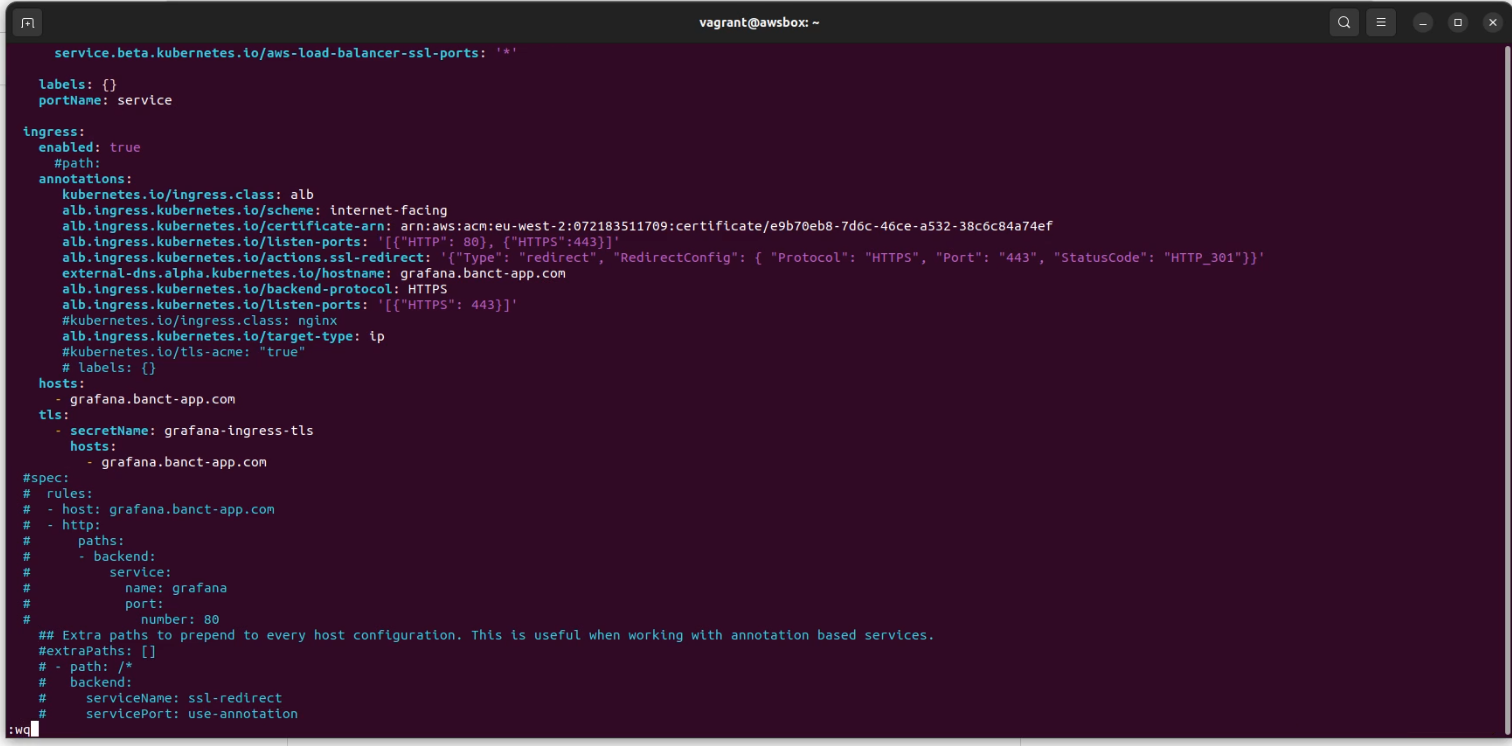 vagrant@awsbox: ~
      service.beta.kubernetes.io/aws-load-balancer-ssl-ports: '*'

    labels: {}
    portName: service

  ingress:
    enabled: true
      #path:
    annotations:
       kubernetes.io/ingress.class: alb
       alb.ingress.kubernetes.io/scheme: internet-facing
       alb.ingress.kubernetes.io/certificate-arn: arn:aws:acm:eu-west-2:072183511709:certificate/e9b70eb8-7d6c-46ce-a532-38c6c84a74ef
       alb.ingress.kubernetes.io/listen-ports: '[{"HTTP": 80}, {"HTTPS":443}]'
       alb.ingress.kubernetes.io/actions.ssl-redirect: '{"Type": "redirect", "RedirectConfig": { "Protocol": "HTTPS", "Port": "443", "StatusCode": "HTTP_301"}}'
       external-dns.alpha.kubernetes.io/hostname: grafana.banct-app.com
       alb.ingress.kubernetes.io/backend-protocol: HTTPS
       alb.ingress.kubernetes.io/listen-ports: '[{"HTTPS": 443}]'
       #kubernetes.io/ingress.class: nginx
       alb.ingress.kubernetes.io/target-type: ip
       #kubernetes.io/tls-acme: "true"
       # labels: {}
    hosts:
      - grafana.banct-app.com
    tls:
      - secretName: grafana-ingress-tls
        hosts:
          - grafana.banct-app.com
  #spec:
  #  rules:
  #  - host: grafana.banct-app.com
  #  - http:
  #      paths:
  #      - backend:
  #          service:
  #            name: grafana
  #            port:
  #              number: 80
    ## Extra paths to prepend to every host configuration. This is useful when working with annotation based services.
    #extraPaths: []
    # - path: /*
    #   backend:
    #     serviceName: ssl-redirect
    #     servicePort: use-annotation
:wq